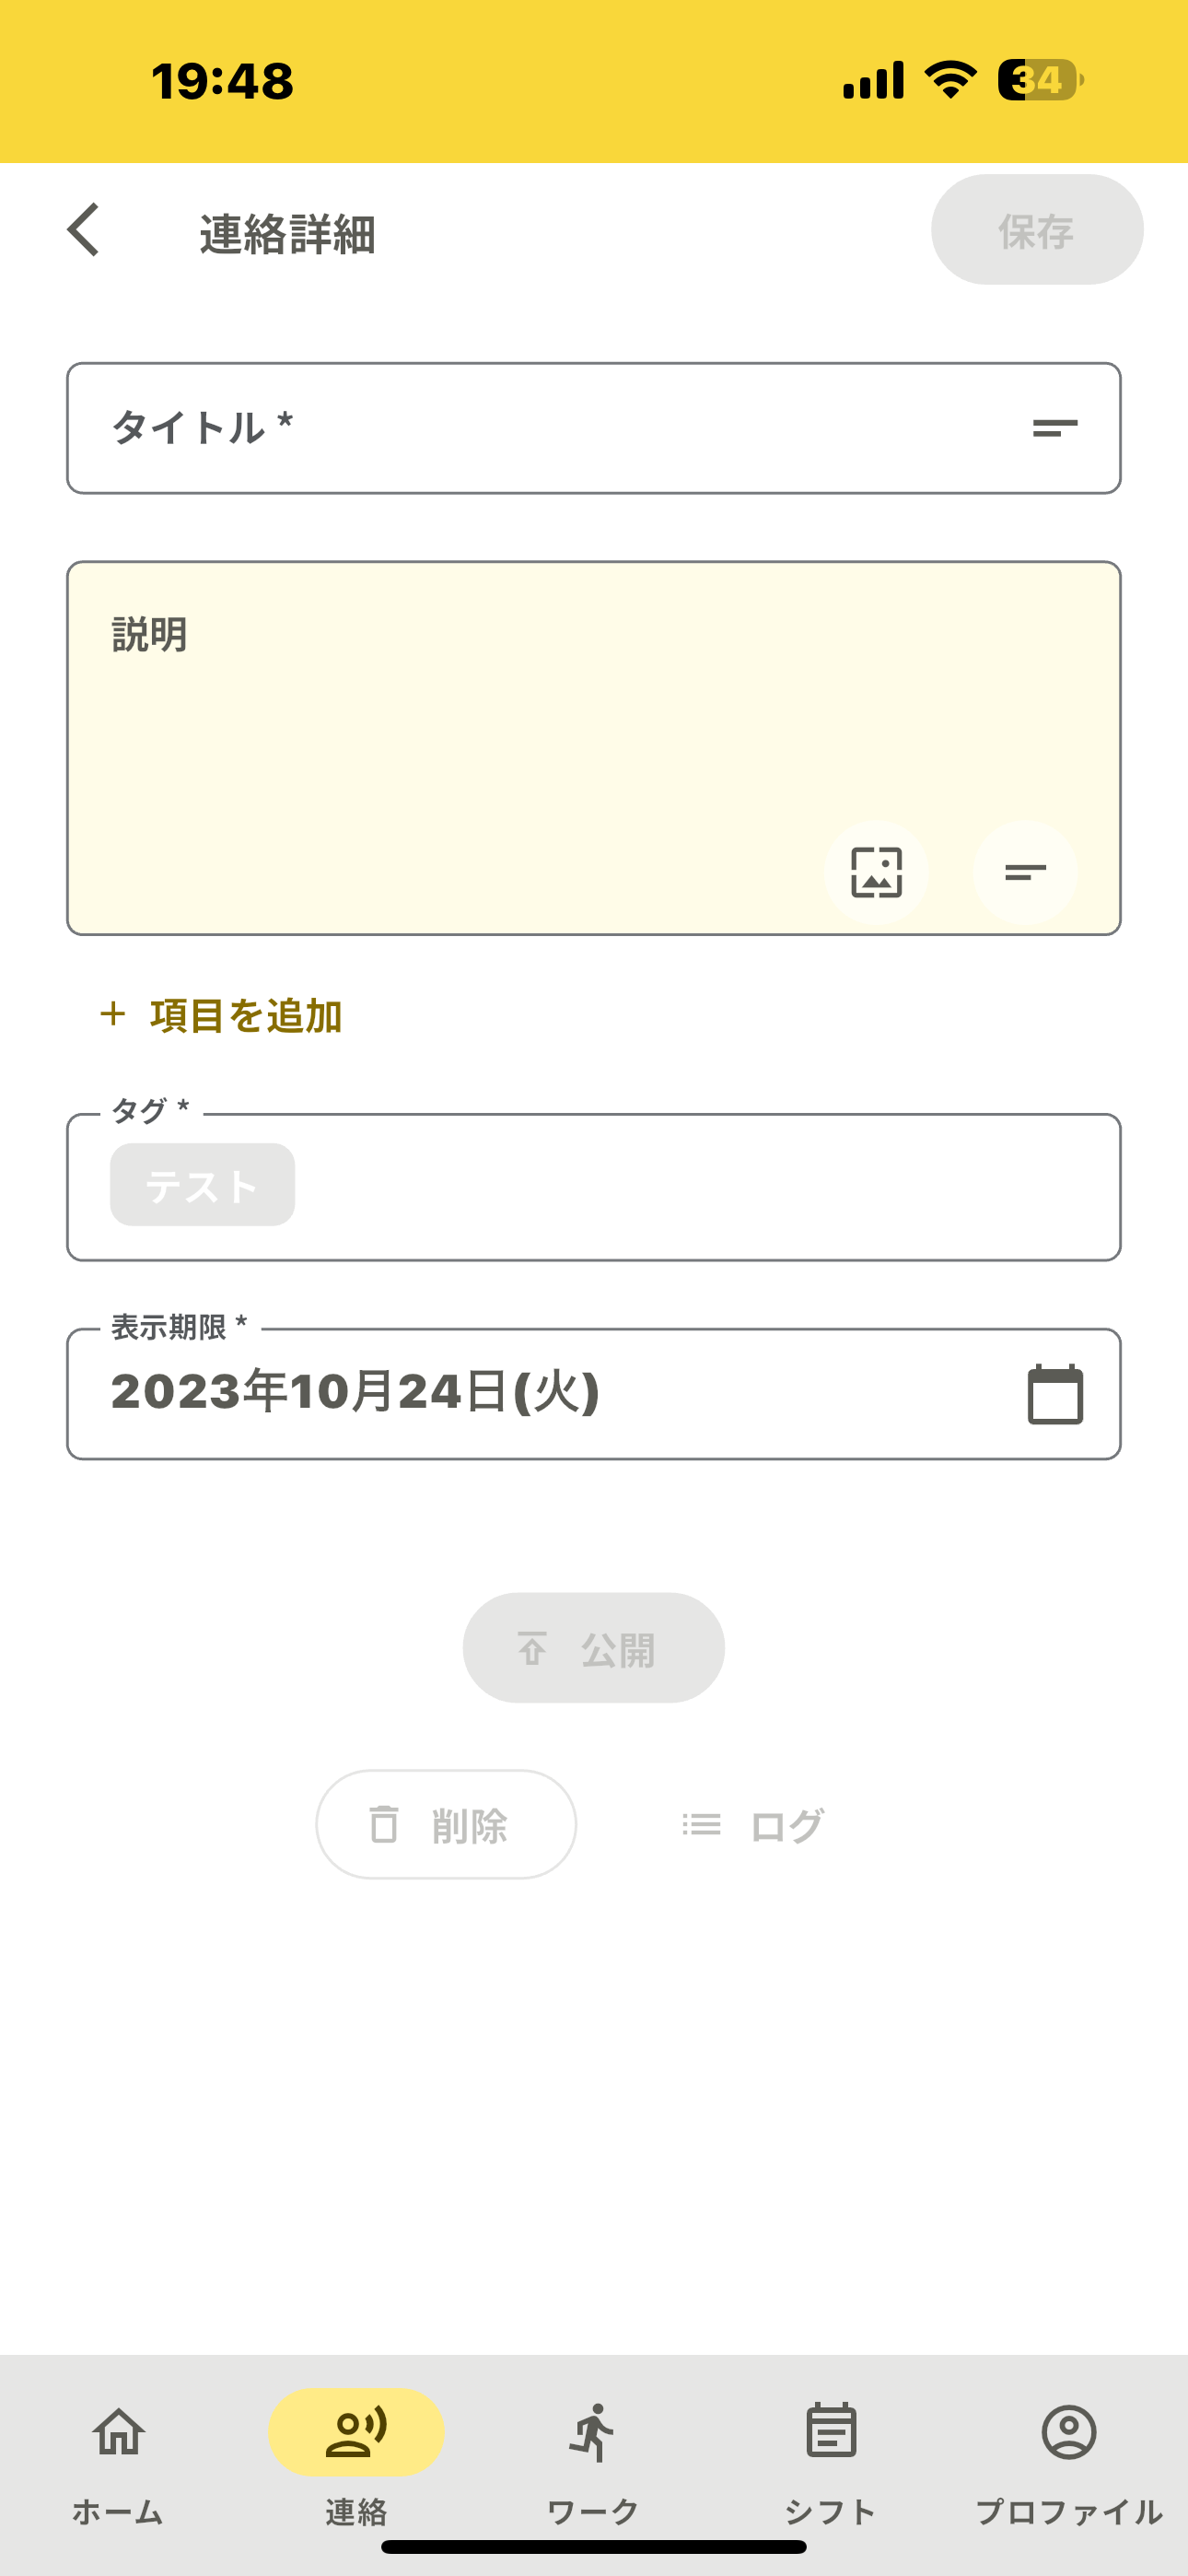 19:48
34
連絡詳細
保存
タイトル *
説明
+ 項目を追加
タグ *
テスト
表示期限 *
2023年10月24日(火)
公開
削除
ログ
ホーム
連絡
ワーク
シフト
プロファイル